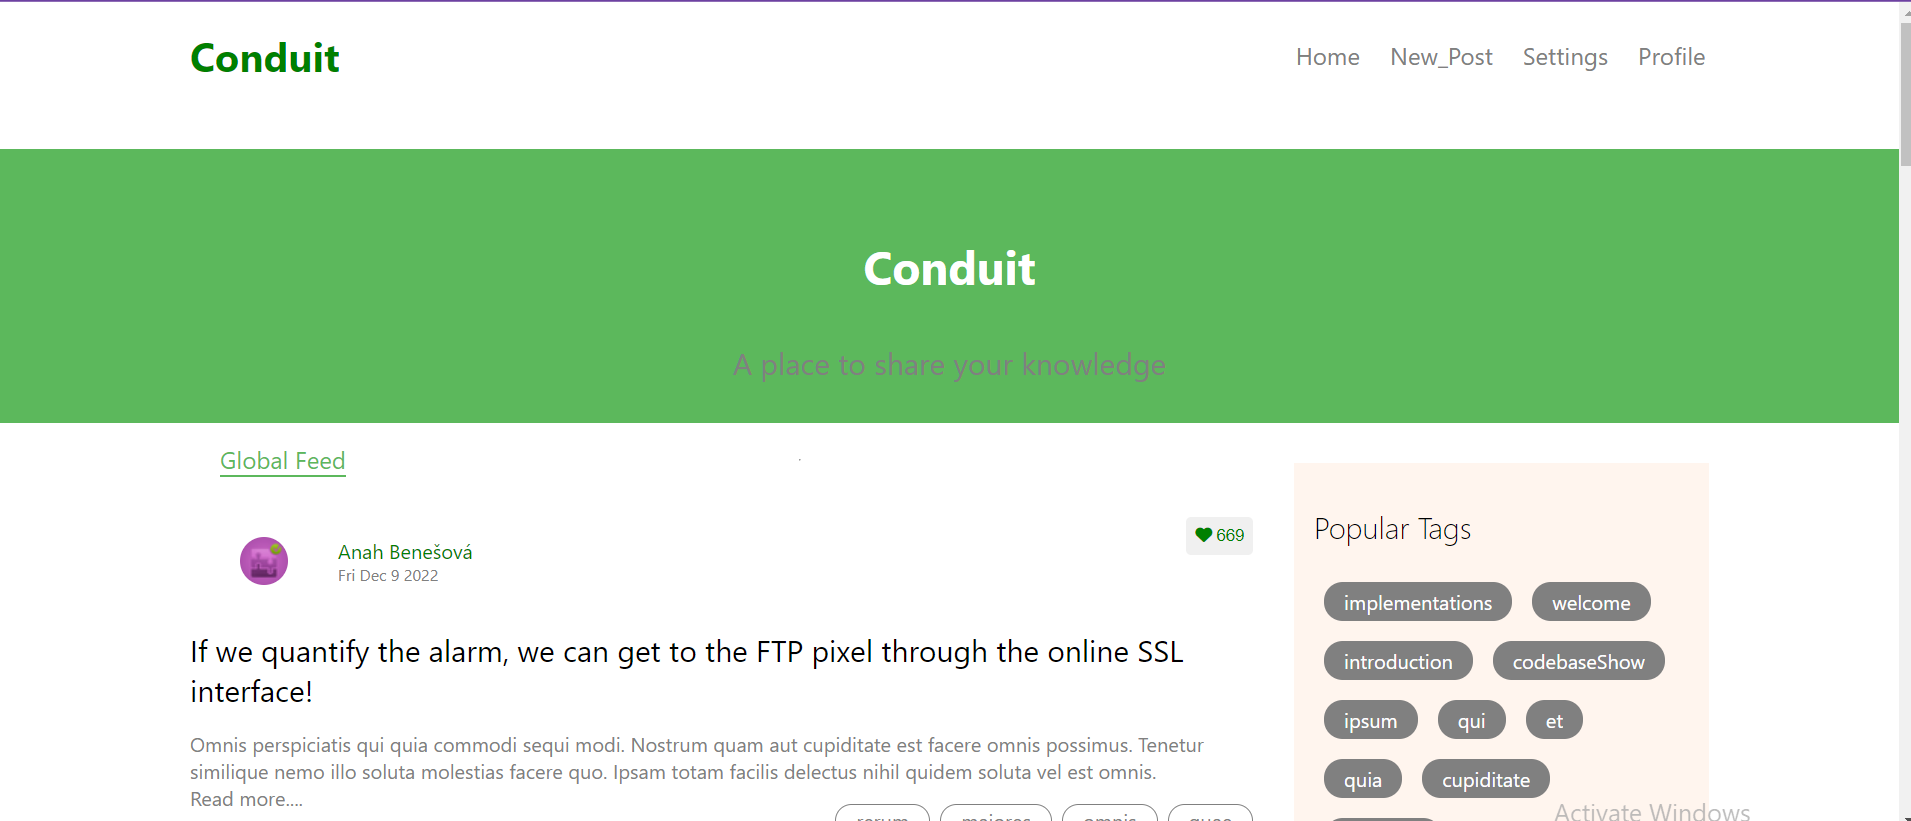 Conduit
Home New_Post Settings Profile
Conduit
A place to share your knowledge
Global Feed
Anah Benešová
Fri Dec 9 2022
669
If we quantify the alarm, we can get to the FTP pixel through the online SSL
interface!
Omnis perspiciatis qui quia commodi sequi modi. Nostrum quam aut cupiditate est facere omnis possimus. Tenetur
similique nemo illo soluta molestias facere quo. Ipsam totam facilis delectus nihil quidem soluta vel est omnis.
Read more....
rerum maiores omnis quae
Popular Tags
implementations welcome
introduction codebaseShow
ipsum qui et
quia cupiditate
Activate Windows